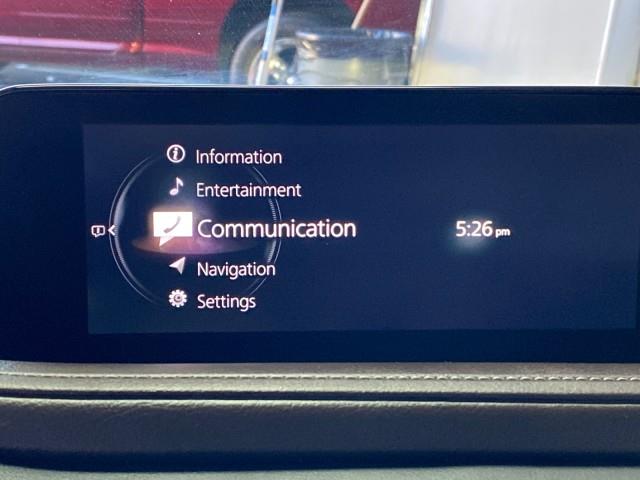 Information
Entertainment
Communication
5:26 pm
Navigation
Settings